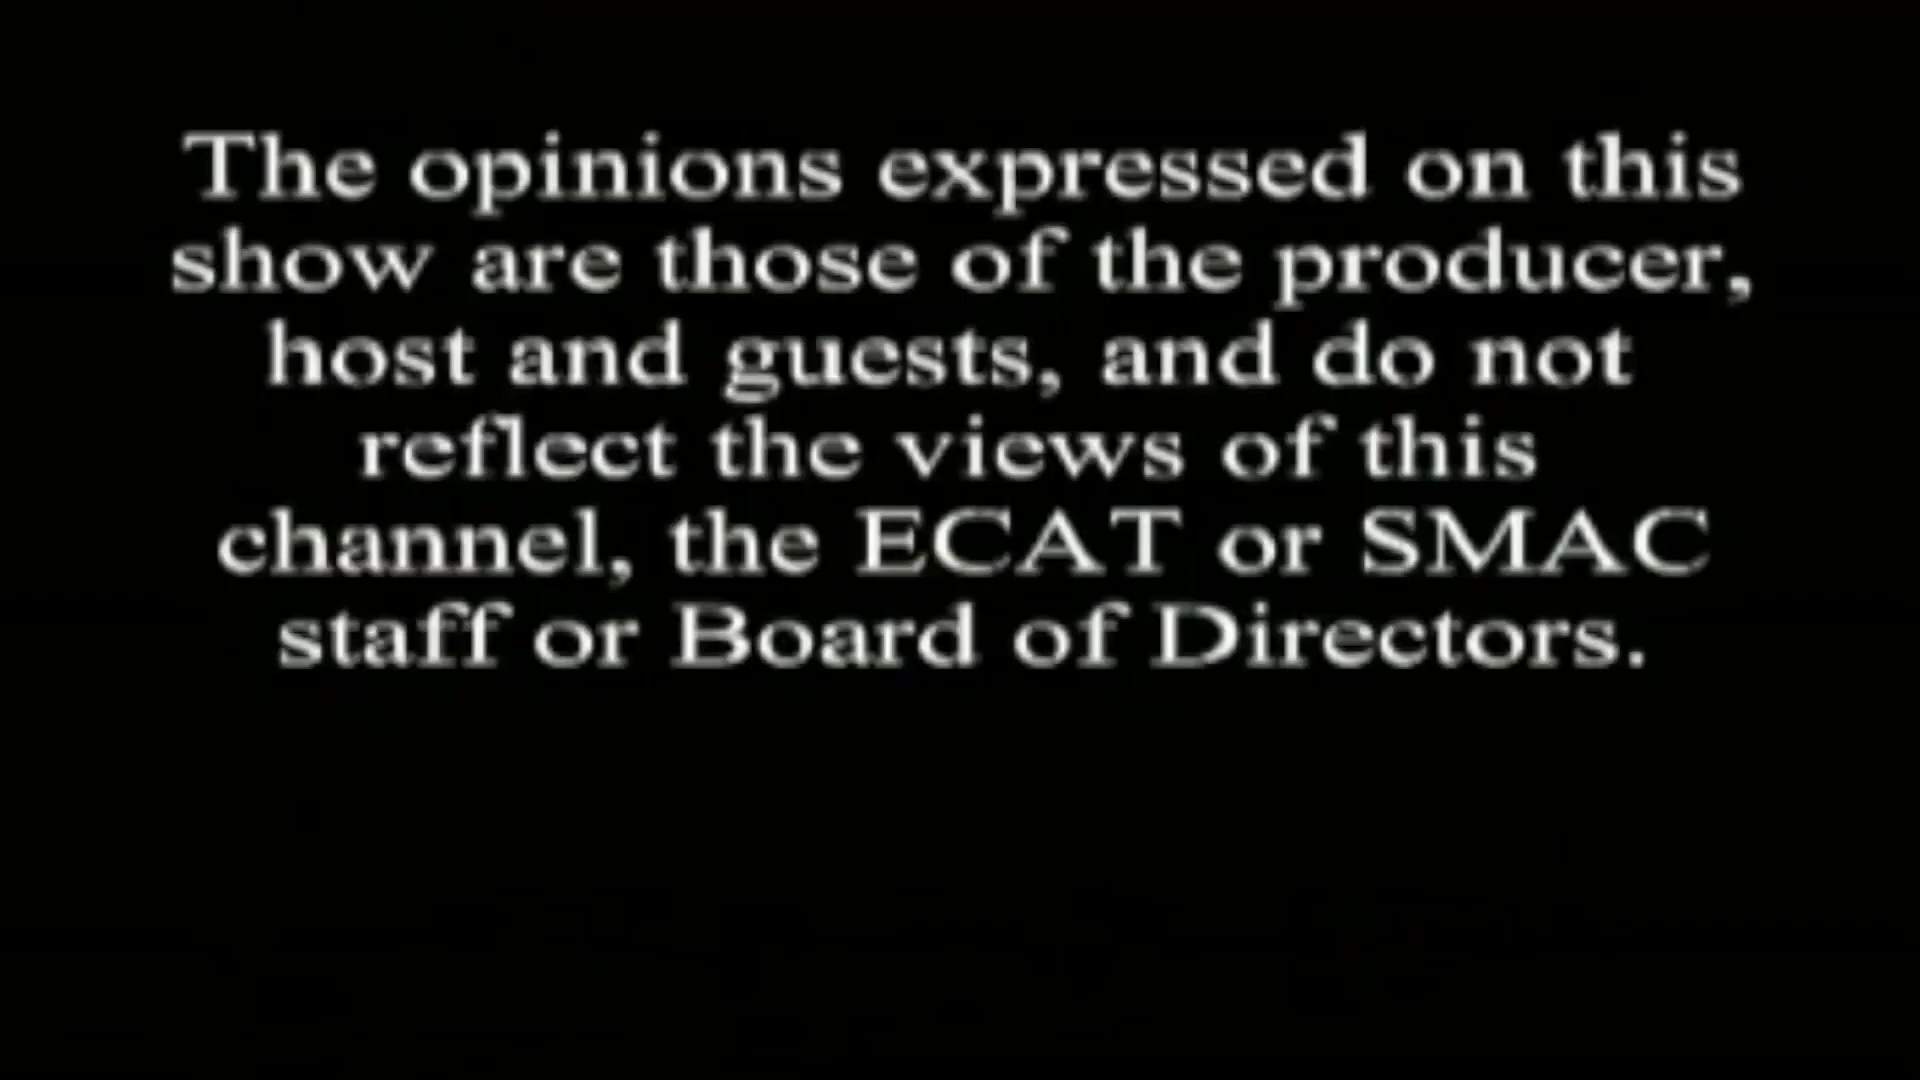 The opinions expressed on this
show are those of the producer,
host and guests, and do not
reflect the views of this
channel, the ECAT or SMAC
staff or Board of Directors.